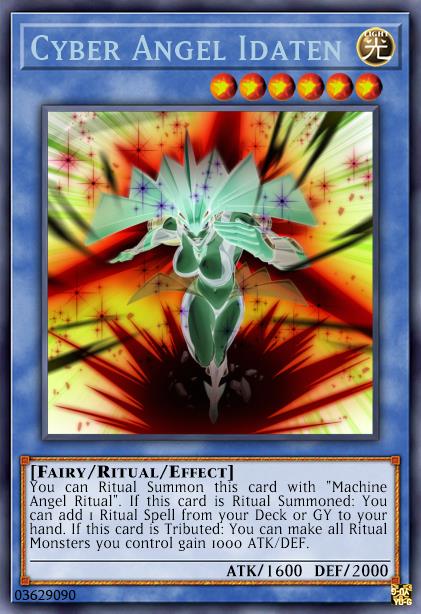 Cyber Angel Idaten
LIGHT
光
[Fairy/Ritual/Effect]
You can Ritual Summon this card with "Machine
Angel Ritual". If this card is Ritual Summoned: You
can add 1 Ritual Spell from your Deck or GY to your
hand. If this card is Tributed: You can make all Ritual
Monsters you control gain 1000 ATK/DEF.
ATK/1600 DEF/2000
03629090